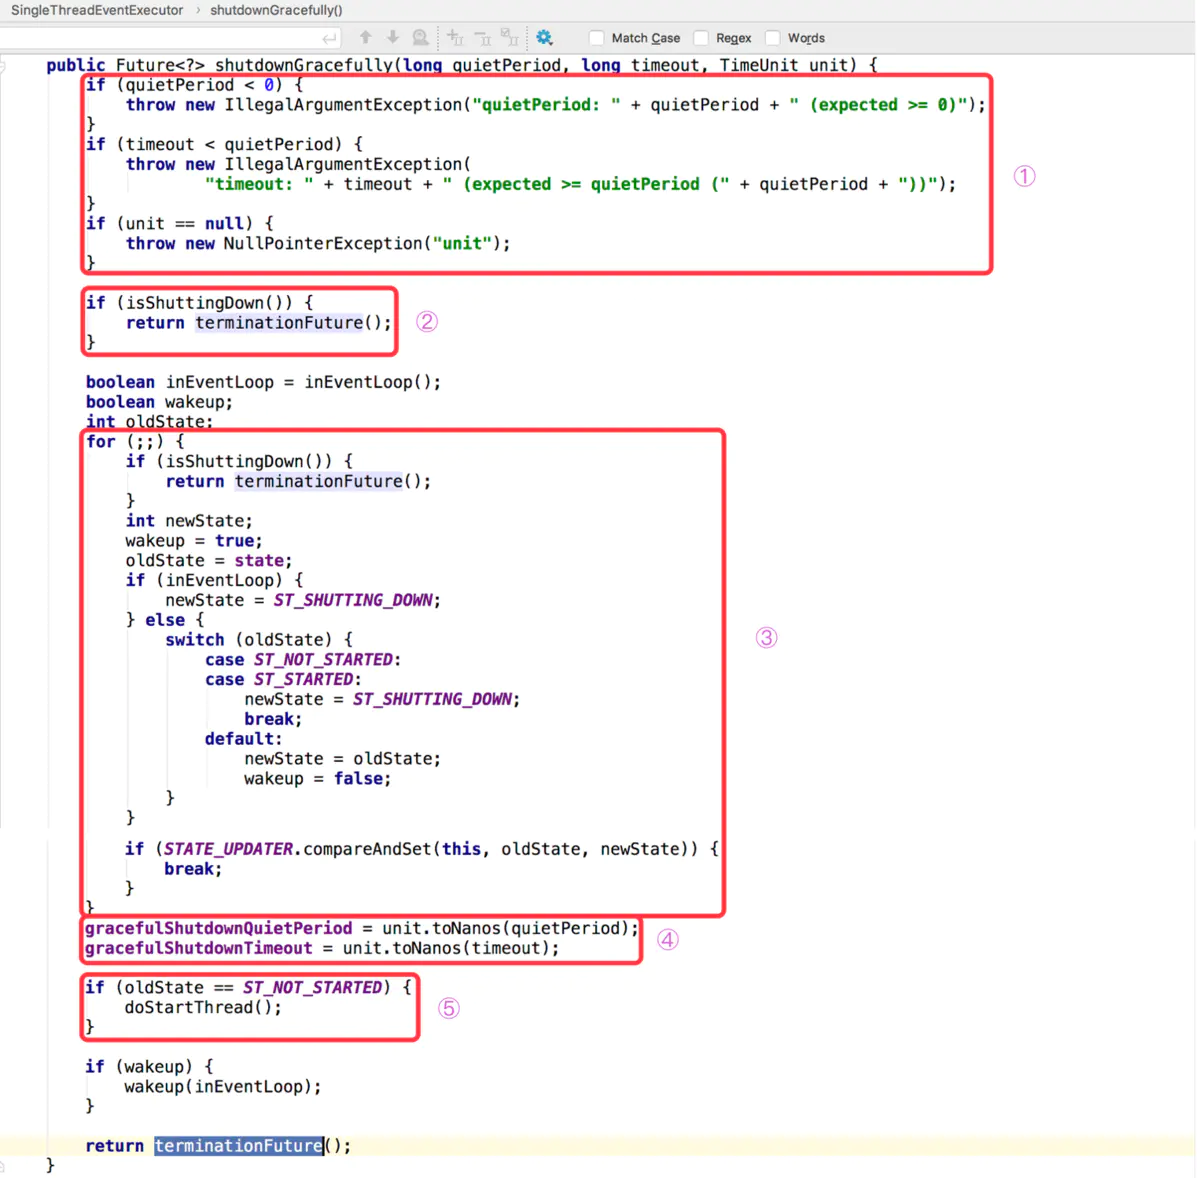 SingleThreadEventExecutor › shutdownGracefully()
Match Case Regex Words
public Future<?> shutdownGracefully(long quietPeriod, long timeout, TimeUnit unit) {
if (quietPeriod < 0) {
throw new IllegalArgumentException("quietPeriod: " + quietPeriod + " (expected >= 0)");
}
if (timeout < quietPeriod) {
throw new IllegalArgumentException(
"timeout: " + timeout + " (expected >= quietPeriod (" + quietPeriod + "))");
①
}
if (unit == null) {
throw new NullPointerException("unit");
}
if (isShuttingDown()) {
return terminationFuture(); ②
}
boolean inEventLoop = inEventLoop();
boolean wakeup;
int oldState;
for (;;) {
if (isShuttingDown()) {
return terminationFuture();
}
int newState;
wakeup = true;
oldState = state;
if (inEventLoop) {
newState = ST_SHUTTING_DOWN;
} else {
switch (oldState) { ③
case ST_NOT_STARTED:
case ST_STARTED:
newState = ST_SHUTTING_DOWN;
break;
default:
newState = oldState;
wakeup = false;
}
}
if (STATE_UPDATER.compareAndSet(this, oldState, newState)) {
break;
}
}
gracefulShutdownQuietPeriod = unit.toNanos(quietPeriod); ④
gracefulShutdownTimeout = unit.toNanos(timeout);
if (oldState == ST_NOT_STARTED) {
doStartThread(); ⑤
}
if (wakeup) {
wakeup(inEventLoop);
}
return terminationFuture();
}